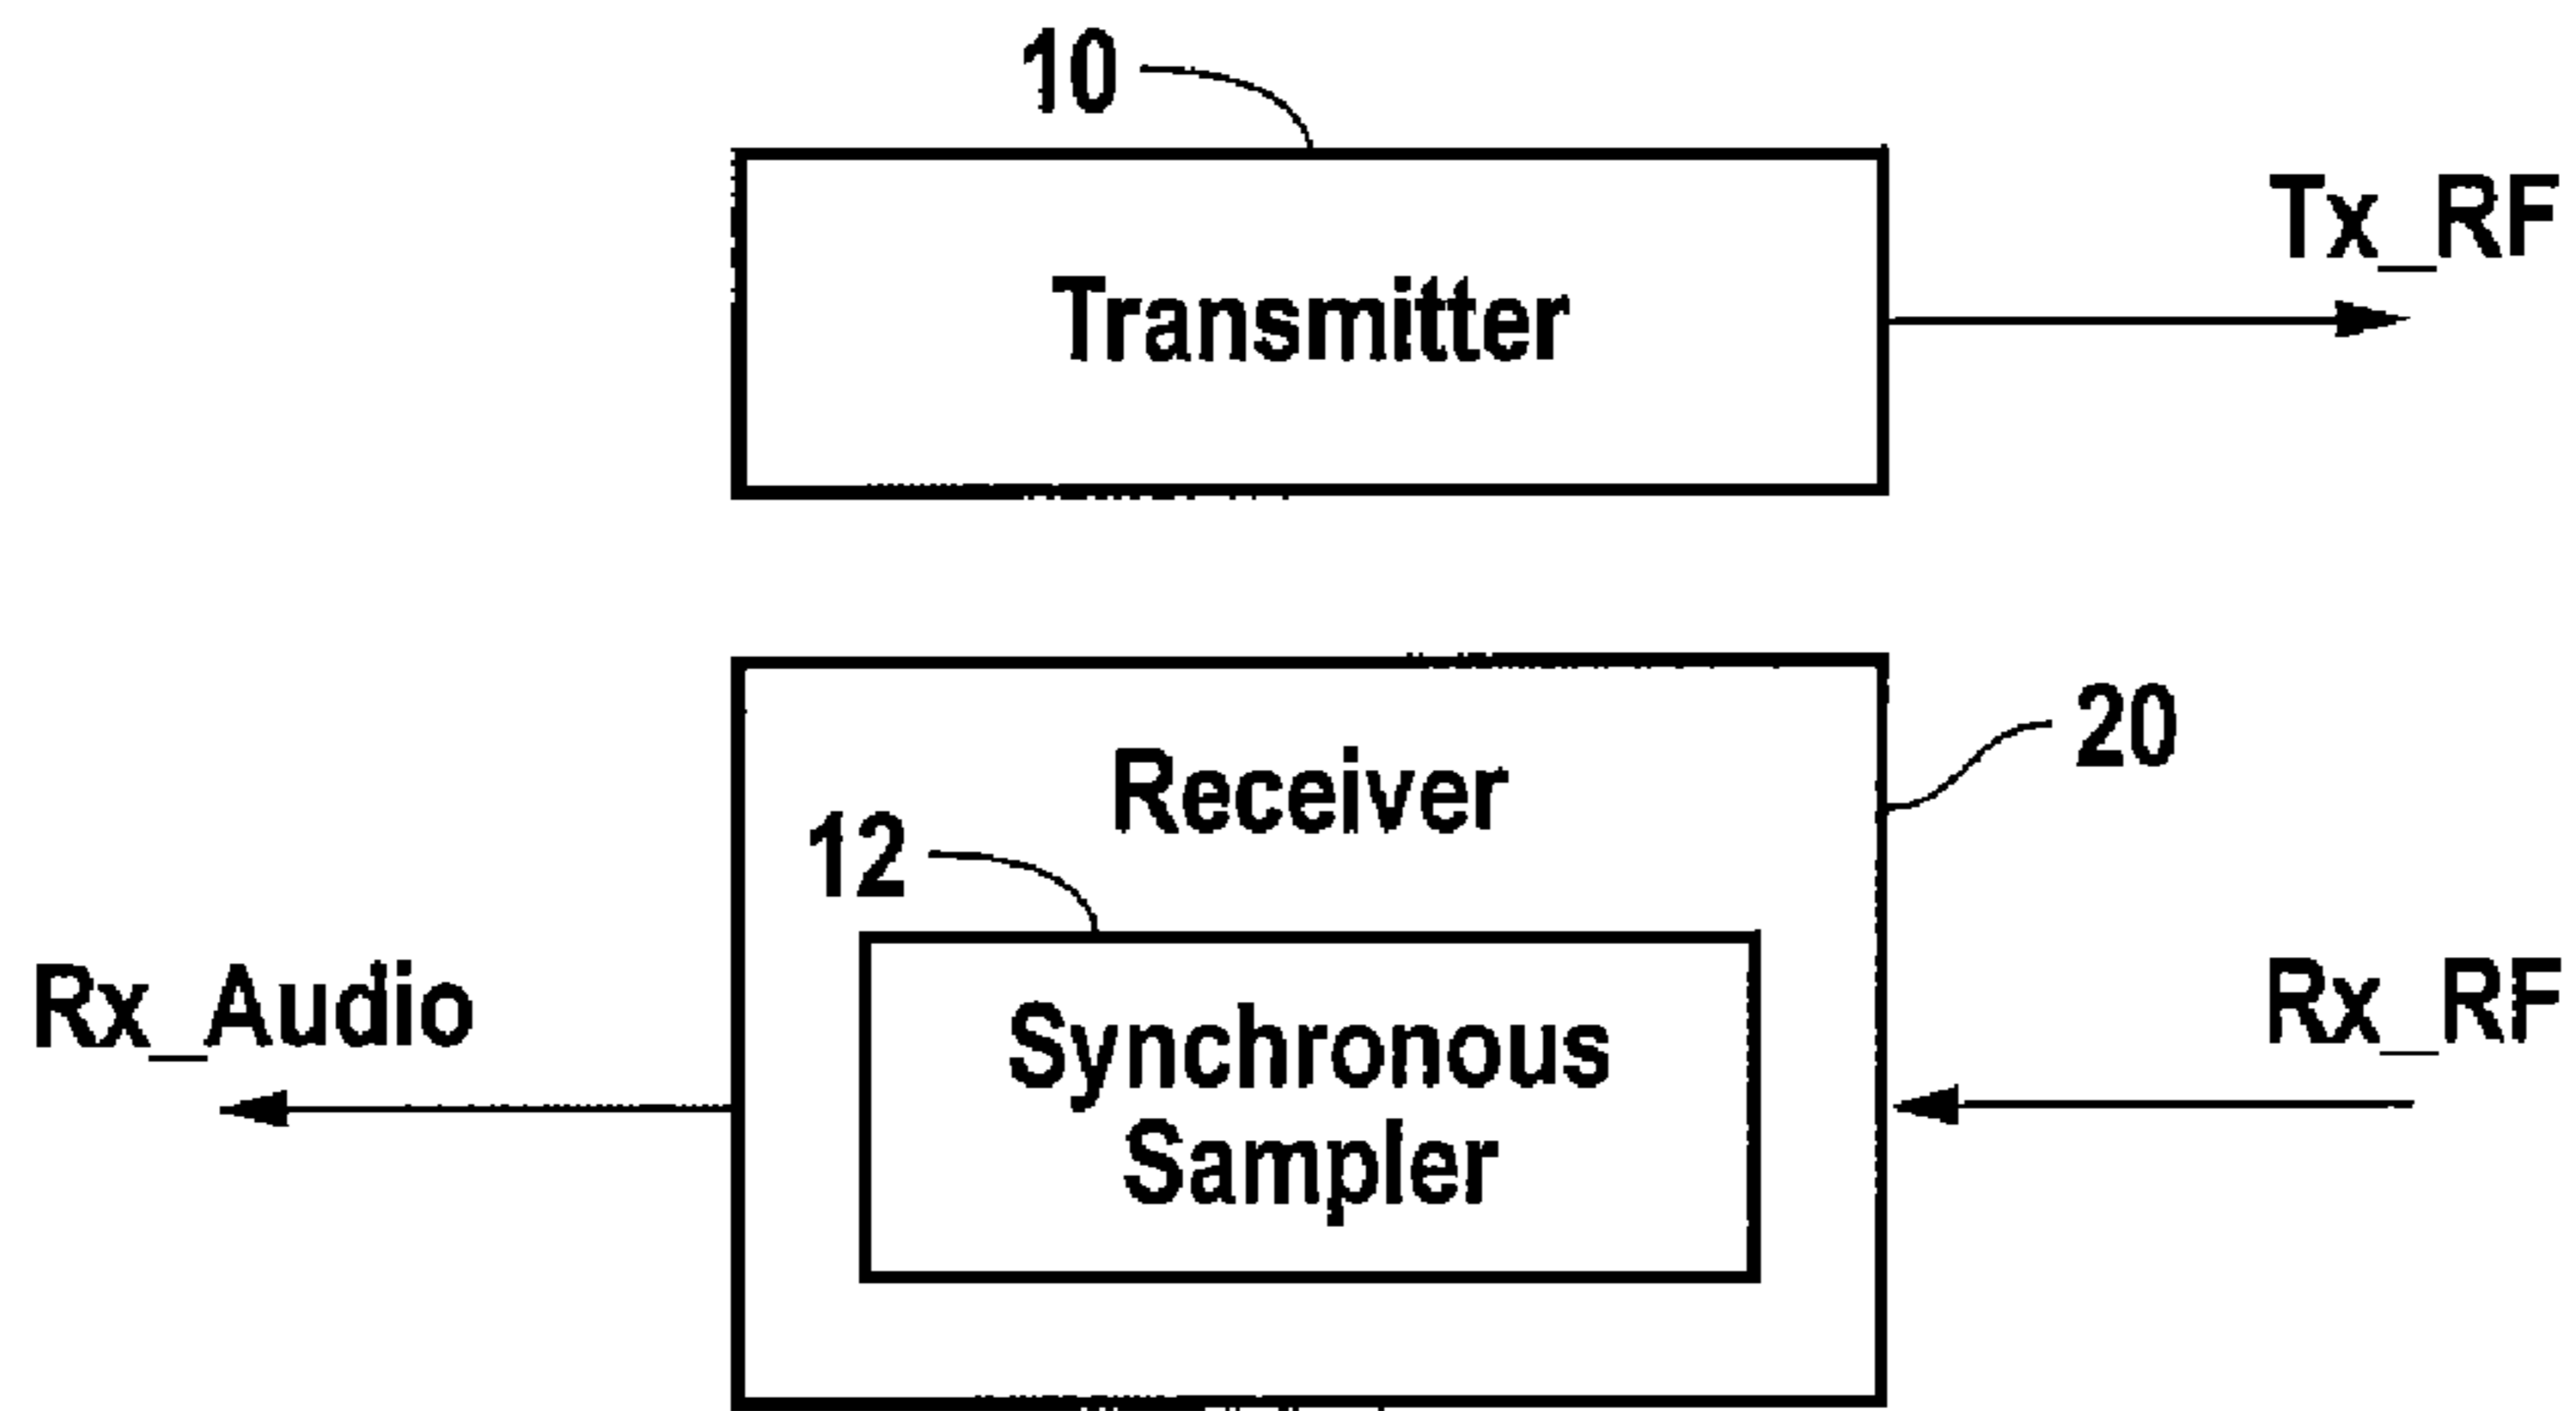 10
Transmitter
Tx_RF
Receiver
20
12
Synchronous
Sampler
Rx_Audio
Rx_RF